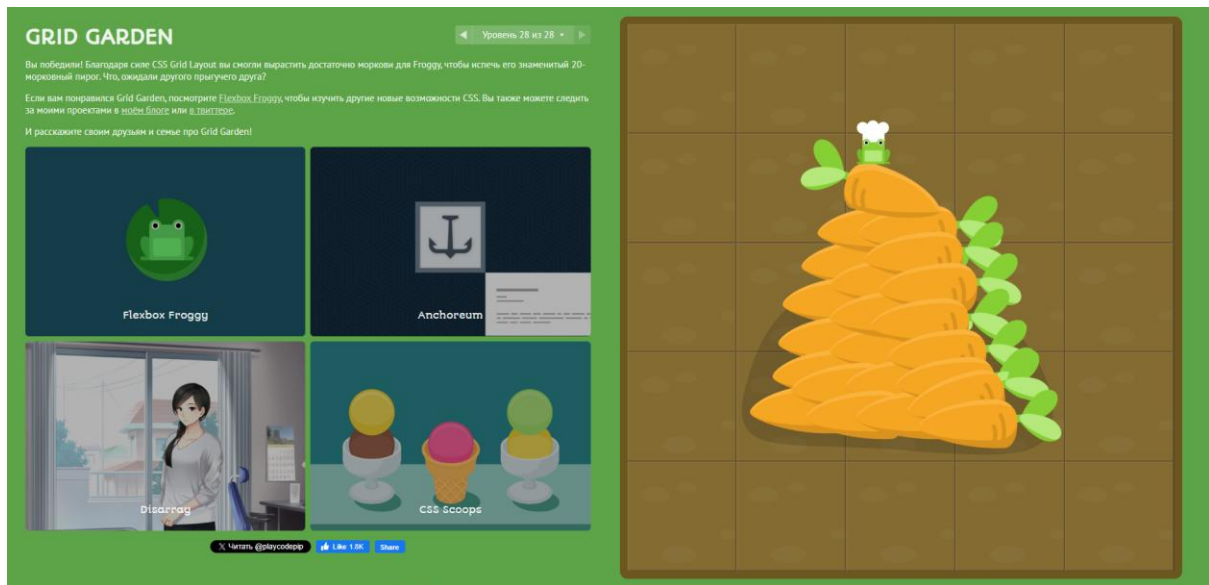 GRID GARDEN
Уровень 28 из 28
Вы победили! Благодаря силе CSS Grid Layout вы смогли вырастить достаточно моркови для Froggy, чтобы испечь его знаменитый 20-
морковный пирог. Что, ожидали другого прыгучего друга?
Если вам понравился Grid Garden, посмотрите Flexbox Froggy, чтобы изучить другие новые возможности CSS. Вы также можете следить
за моими проектами в моём блоге или в твиттере.
И расскажите своим друзьям и семье про Grid Garden!
Flexbox Froggy
Anchoreum
Disarray
CSS Scoops
Читать @playcodepip
Like 1.8K
Share